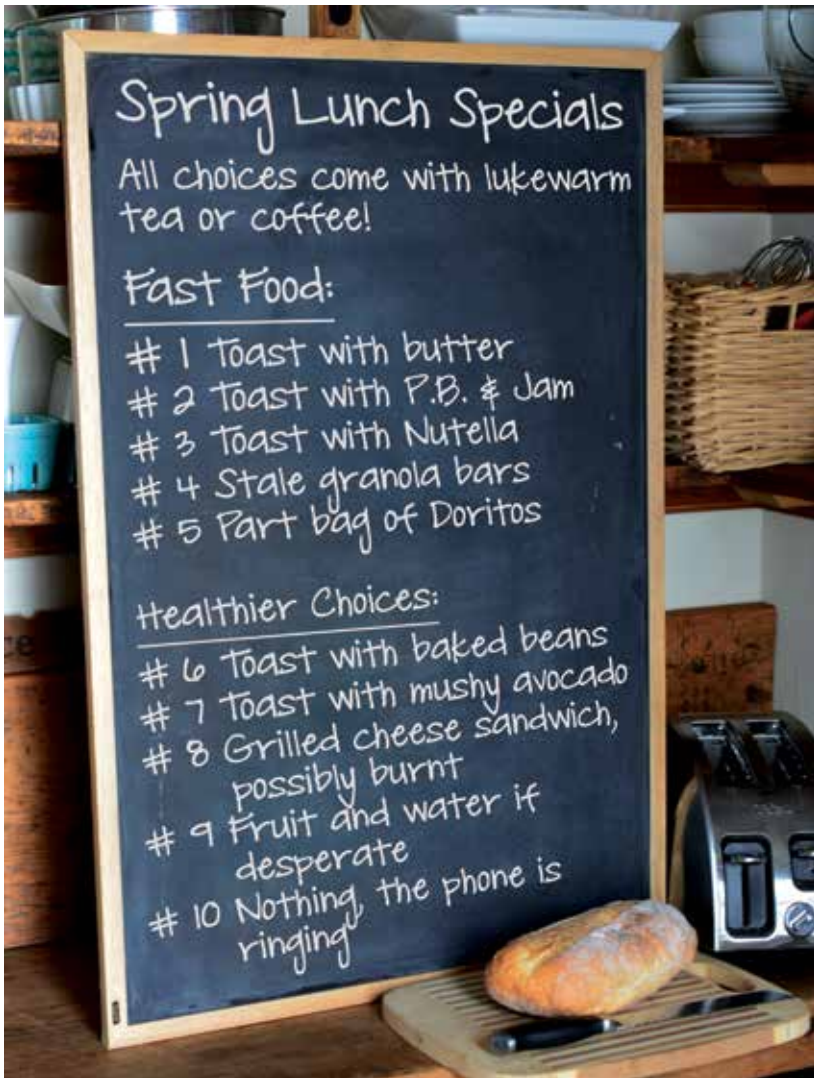 Spring Lunch Specials
All choices come with lukewarm
tea or coffee!
Fast Food:
# 1 Toast with butter
# 2 Toast with P.B. & Jam
# 3 Toast with Nutella
# 4 Stale granola bars
# 5 Part bag of Doritos
Healthier Choices:
# 6 Toast with baked beans
# 7 Toast with mushy avocado
# 8 Grilled cheese sandwich,
possibly burnt
# 9 Fruit and water if
desperate
# 10 Nothing, the phone is
ringing